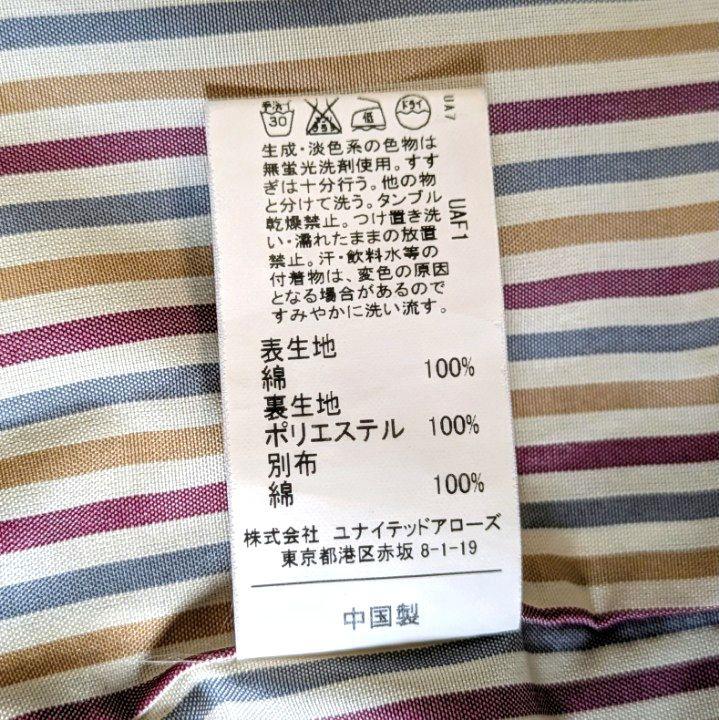 手洗イ 30 低 ドライ
UA7
UAF1
生成・淡色系の色物は
無蛍光洗剤使用。すす
ぎは十分行う。他の物
と分けて洗う。タンブル
乾燥禁止。つけ置き洗
い・濡れたままの放置
禁止。汗・飲料水等の
付着物は、変色の原因
となる場合があるので
すみやかに洗い流す。
表生地
綿 100%
裏生地
ポリエステル 100%
別布
綿 100%
株式会社 ユナイテッドアローズ
東京都港区赤坂 8-1-19
中国製